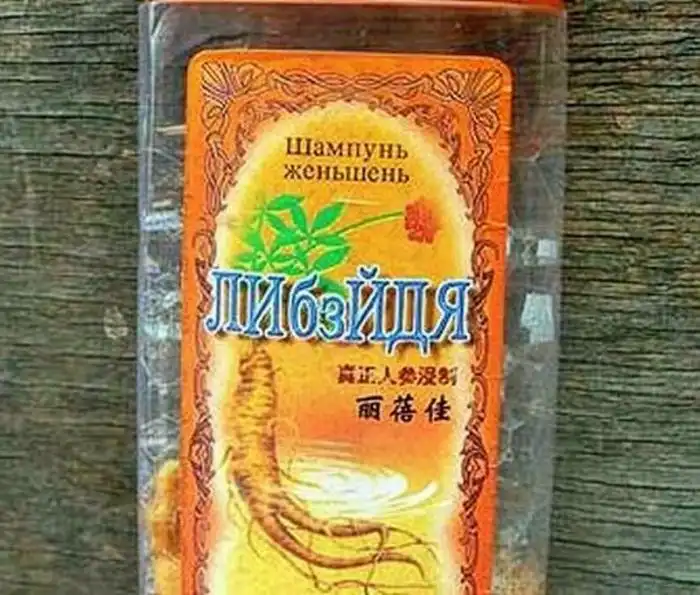 Шампунь
женьшень
ЛИбзЙДЯ
真正人参浸制
丽蓓佳